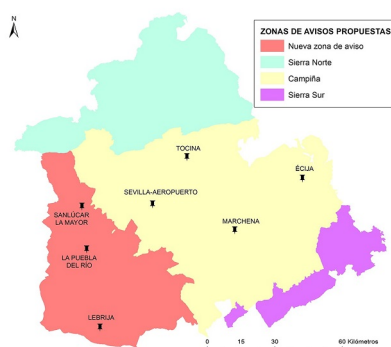 N
ZONAS DE AVISOS PROPUESTAS
Nueva zona de aviso
Sierra Norte
Campiña
Sierra Sur
TOCINA
ÉCIJA
SEVILLA-AEROPUERTO
SANLÚCAR
LA MAYOR
MARCHENA
LA PUEBLA
DEL RÍO
LEBRIJA
0 15 30 60 Kilómetros